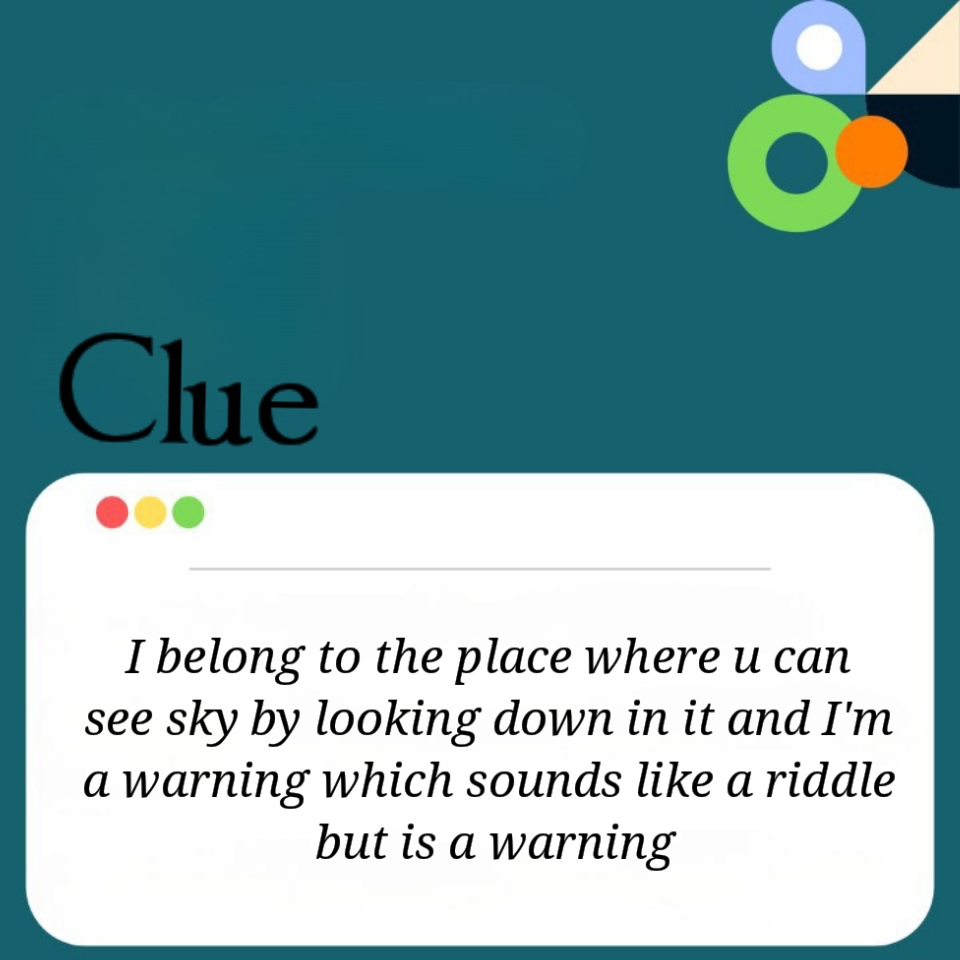 Clue
I belong to the place where u can
see sky by looking down in it and I'm
a warning which sounds like a riddle
but is a warning